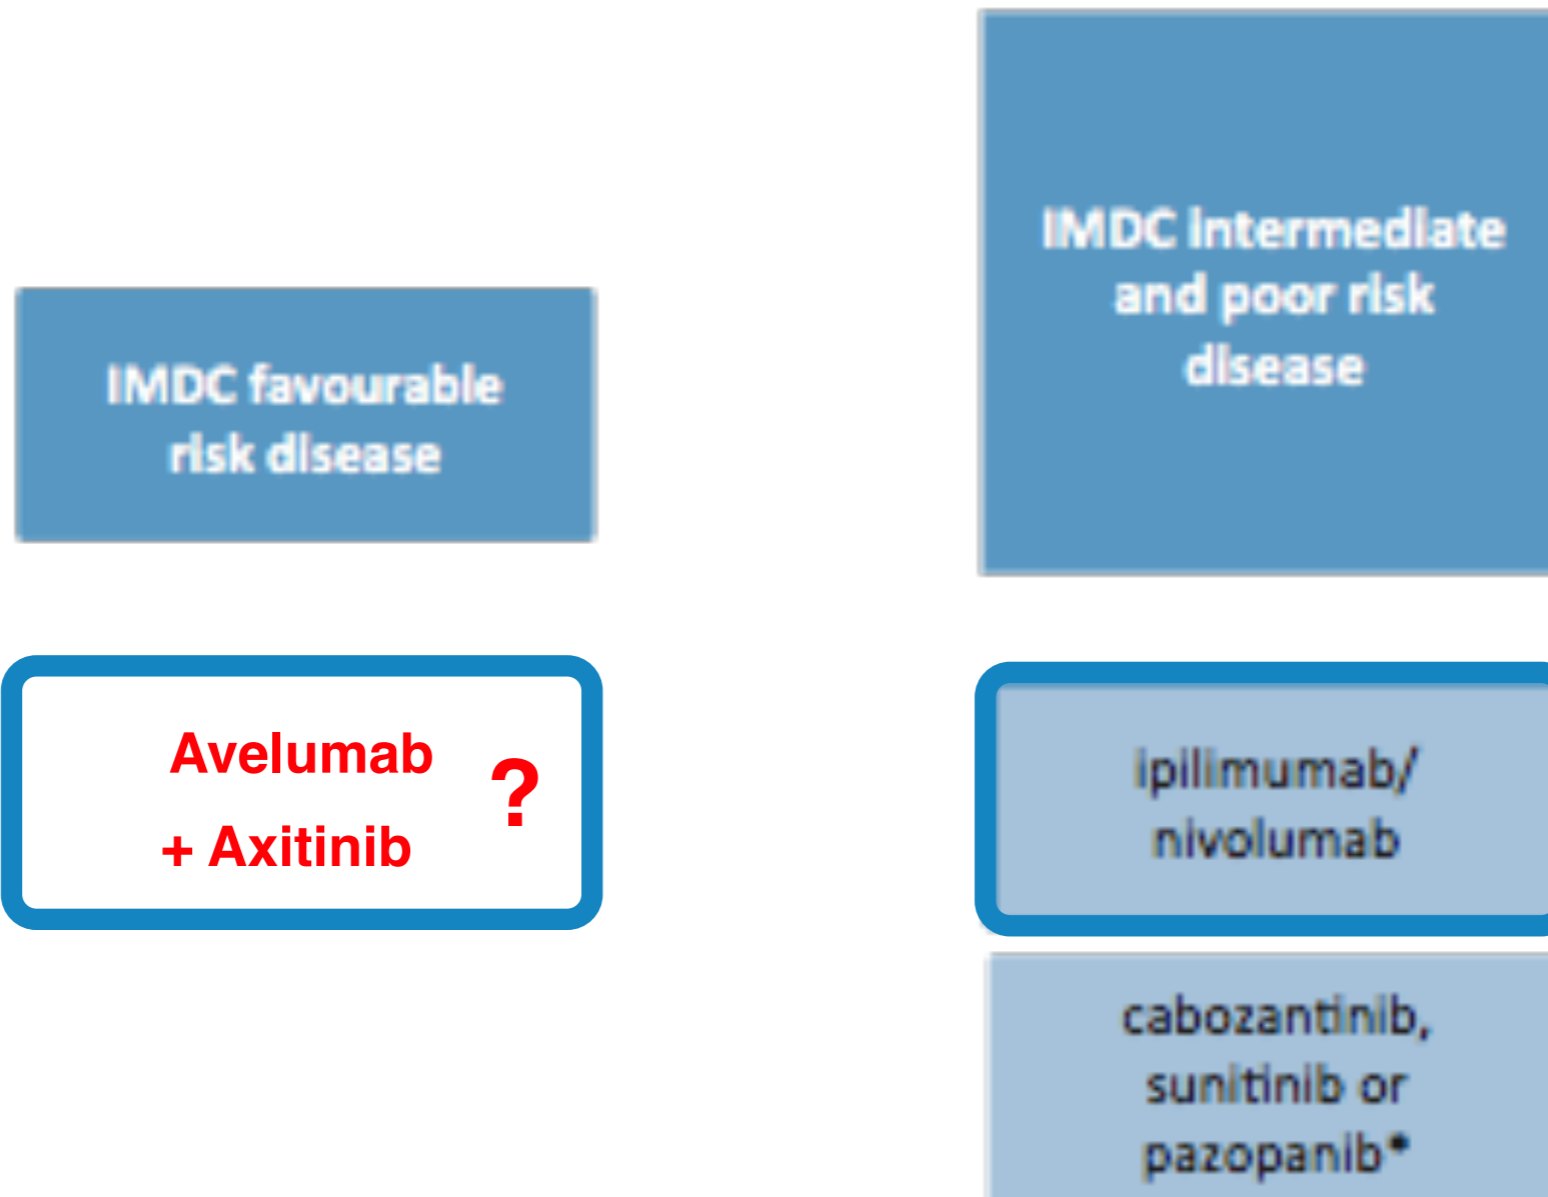 IMDC favourable
risk disease
Avelumab
+ Axitinib
?
IMDC intermediate
and poor risk
disease
ipilimumab/
nivolumab
cabozantinib,
sunitinib or
pazopanib*